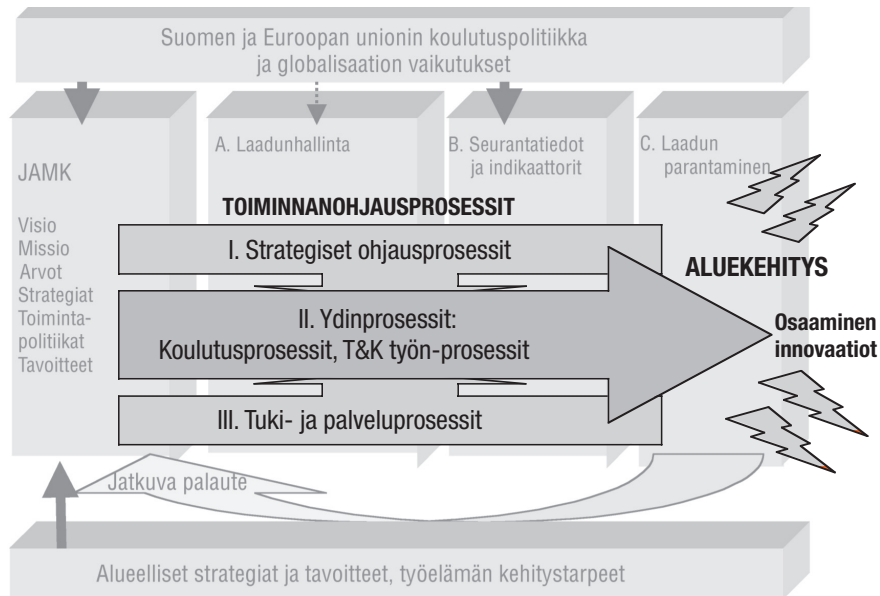 Suomen ja Euroopan unionin koulutuspolitiikka
ja globalisaation vaikutukset
JAMK
Visio
Missio
Arvot
Strategiat
Toiminta-
politiikat
Tavoitteet
A. Laadunhallinta
B. Seurantatiedot
ja indikaattorit
C. Laadun
parantaminen
TOIMINNANOHJAUSPROSESSIT
I. Strategiset ohjausprosessit
II. Ydinprosessit:
Koulutusprosessit, T&K työn-prosessit
III. Tuki- ja palveluprosessit
ALUEKEHITYS
Osaaminen
innovaatiot
Jatkuva palaute
Alueelliset strategiat ja tavoitteet, työelämän kehitystarpeet